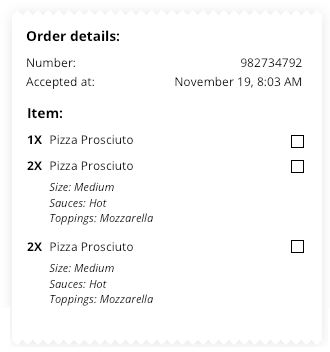 Order details:
Number: 982734792
Accepted at: November 19, 8:03 AM
Item:
1X Pizza Prosciuto
2X Pizza Prosciuto
Size: Medium
Sauces: Hot
Toppings: Mozzarella
2X Pizza Prosciuto
Size: Medium
Sauces: Hot
Toppings: Mozzarella